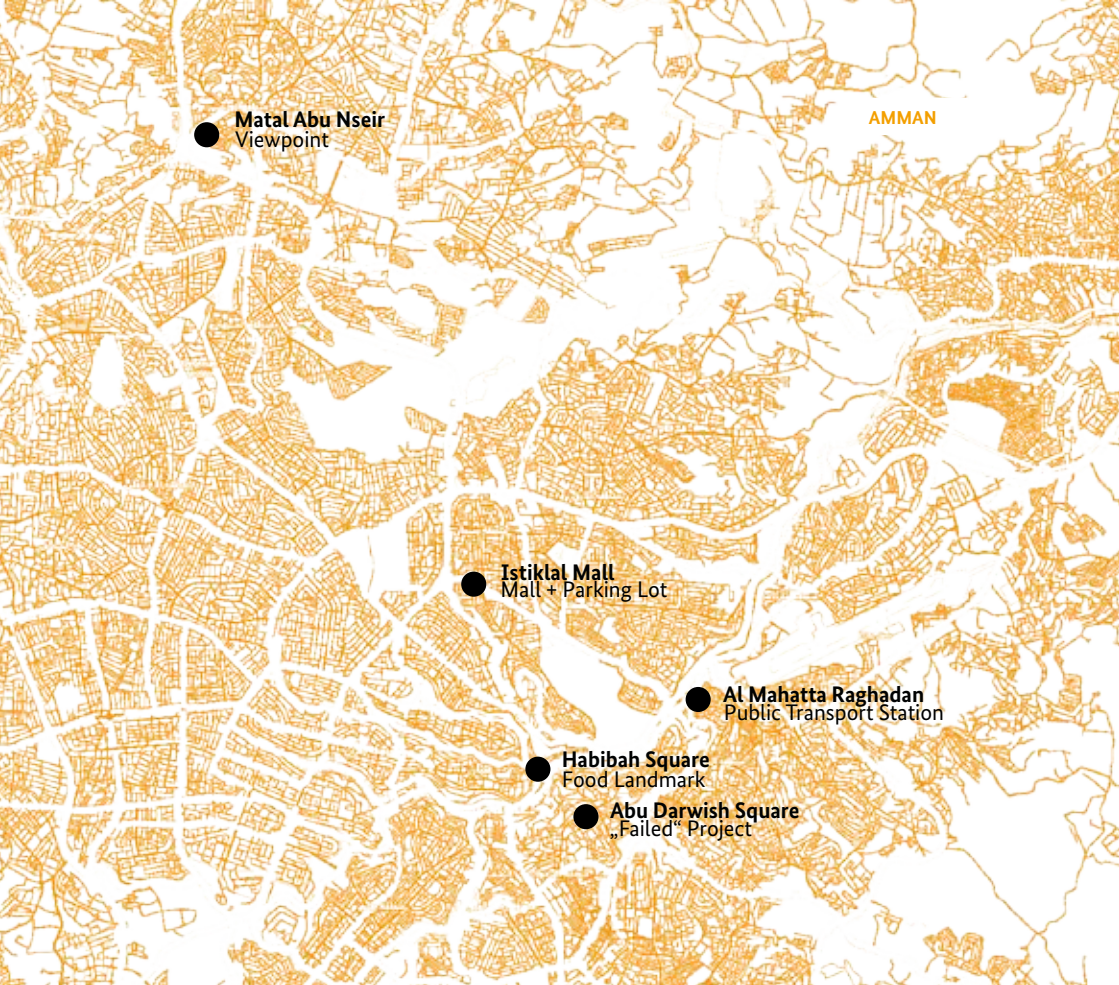 AMMAN
Matal Abu Nseir
Viewpoint
Istiklal Mall
Mall + Parking Lot
Al Mahatta Raghadan
Public Transport Station
Habibah Square
Food Landmark
Abu Darwish Square
„Failed“ Project